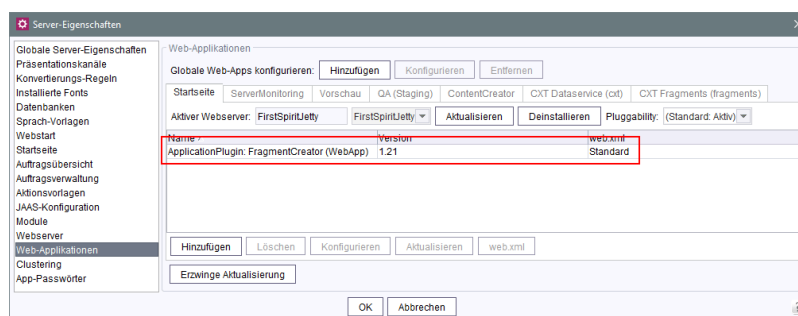 Server-Eigenschaften
Globale Server-Eigenschaften
Präsentationskanäle
Konvertierungs-Regeln
Installierte Fonts
Datenbanken
Sprach-Vorlagen
Webstart
Startseite
Auftragsübersicht
Auftragsverwaltung
Aktionsvorlagen
JAAS-Konfiguration
Module
Webserver
Web-Applikationen
Clustering
App-Passwörter
Web-Applikationen
Globale Web-Apps konfigurieren: Hinzufügen Konfigurieren Entfernen
Startseite ServerMonitoring Vorschau QA (Staging) ContentCreator CXT Dataservice (cxt) CXT Fragments (fragments)
Aktiver Webserver: FirstSpiritJetty FirstSpiritJetty Aktualisieren Deinstallieren Pluggability: (Standard: Aktiv)
Name Version web.xml
ApplicationPlugin: FragmentCreator (WebApp) 1.21 Standard
Hinzufügen Löschen Konfigurieren Aktualisieren web.xml
Erzwinge Aktualisierung
OK Abbrechen